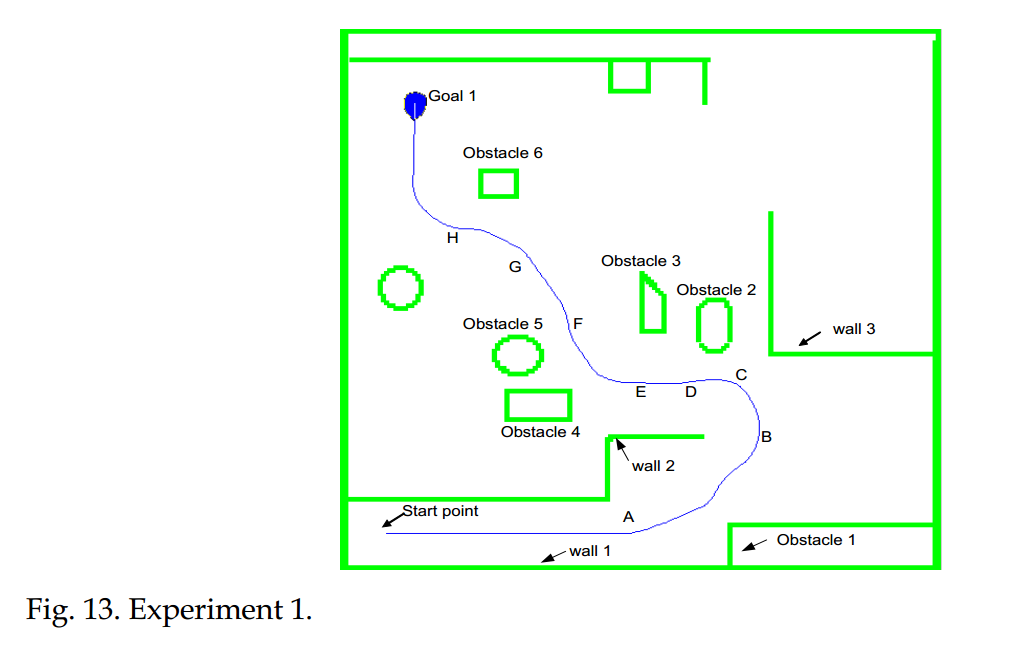 Goal 1
Obstacle 6
H
G
Obstacle 3
Obstacle 2
Obstacle 5
F
wall 3
C
E
D
Obstacle 4
B
wall 2
Start point
A
Obstacle 1
wall 1
Fig. 13. Experiment 1.